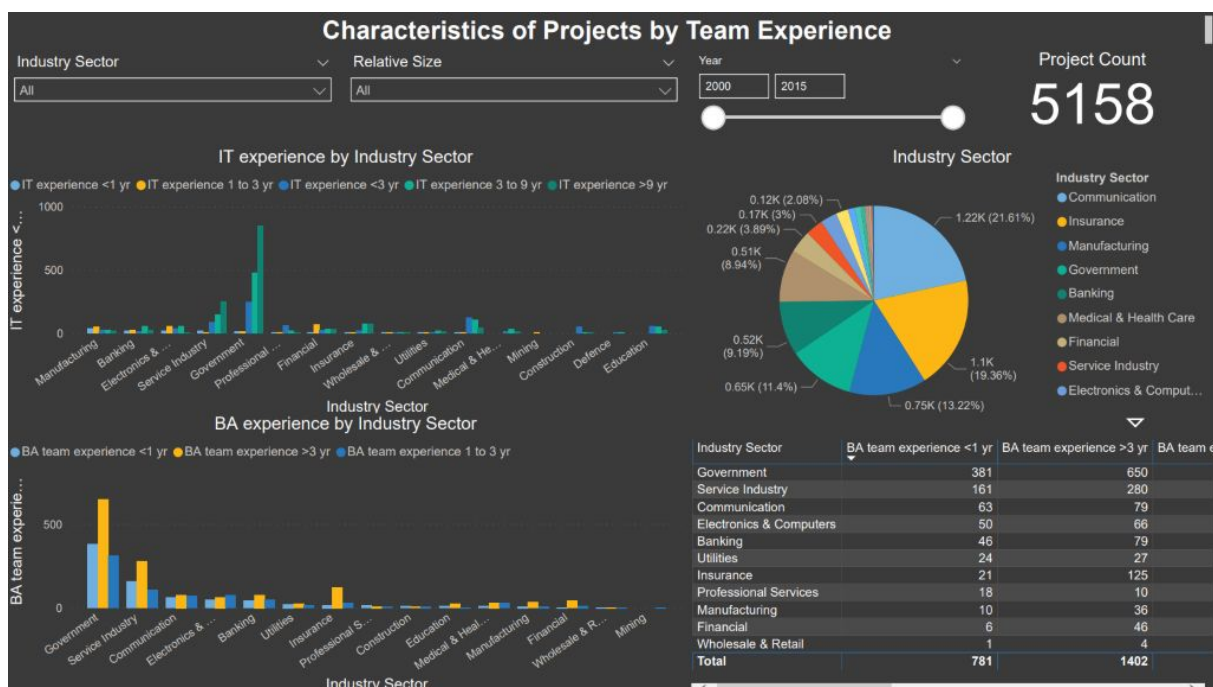 Characteristics of Projects by Team Experience
Industry Sector
All
Relative Size
All
Year
2000 2015
Project Count
5158
IT experience by Industry Sector
IT experience <1 yr IT experience 1 to 3 yr IT experience <3 yr IT experience 3 to 9 yr IT experience >9 yr
IT experience <...
1000
500
0
Manufacturing
Banking
Electronics & ...
Service Industry
Government
Professional ...
Financial
Insurance
Wholesale & ...
Utilities
Communication
Medical & He...
Mining
Construction
Defence
Education
Industry Sector
Industry Sector
1.22K (21.61%)
1.1K
(19.36%)
0.75K (13.22%)
0.65K (11.4%)
0.52K
(9.19%)
0.51K
(8.94%)
0.22K (3.89%)
0.17K (3%)
0.12K (2.08%)
Industry Sector
Communication
Insurance
Manufacturing
Government
Banking
Medical & Health Care
Financial
Service Industry
Electronics & Comput...
BA experience by Industry Sector
BA team experience <1 yr BA team experience >3 yr BA team experience 1 to 3 yr
BA team experie...
500
0
Government
Service Industry
Communication
Electronics & ...
Banking
Utilities
Insurance
Professional S...
Construction
Education
Medical & Heal...
Manufacturing
Financial
Wholesale & R...
Mining
Industry Sector
Industry Sector BA team experience <1 yr BA team experience >3 yr BA team e
Government 381 650
Service Industry 161 280
Communication 63 79
Electronics & Computers 50 66
Banking 46 79
Utilities 24 27
Insurance 21 125
Professional Services 18 10
Manufacturing 10 36
Financial 6 46
Wholesale & Retail 1 4
Total 781 1402